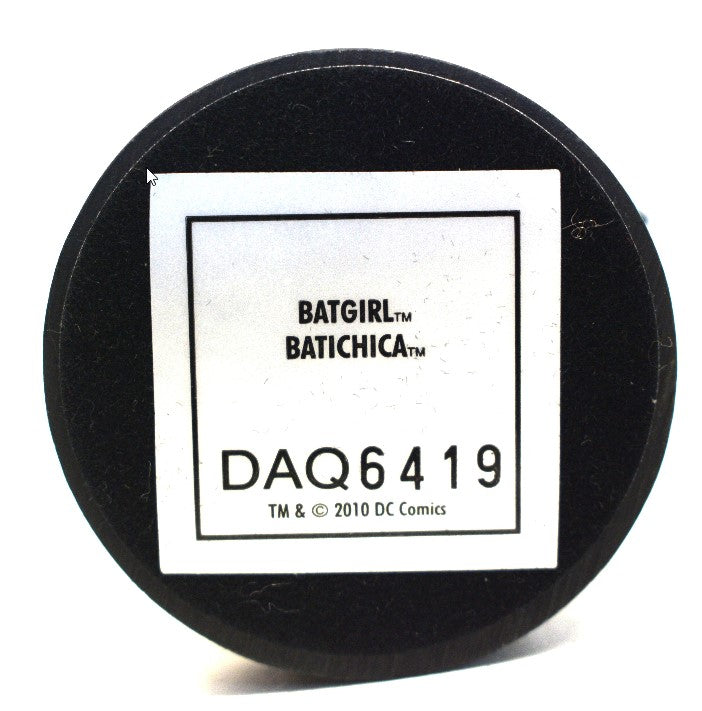 BATGIRL™
BATICHICA™
DAQ6419
TM & © 2010 DC Comics